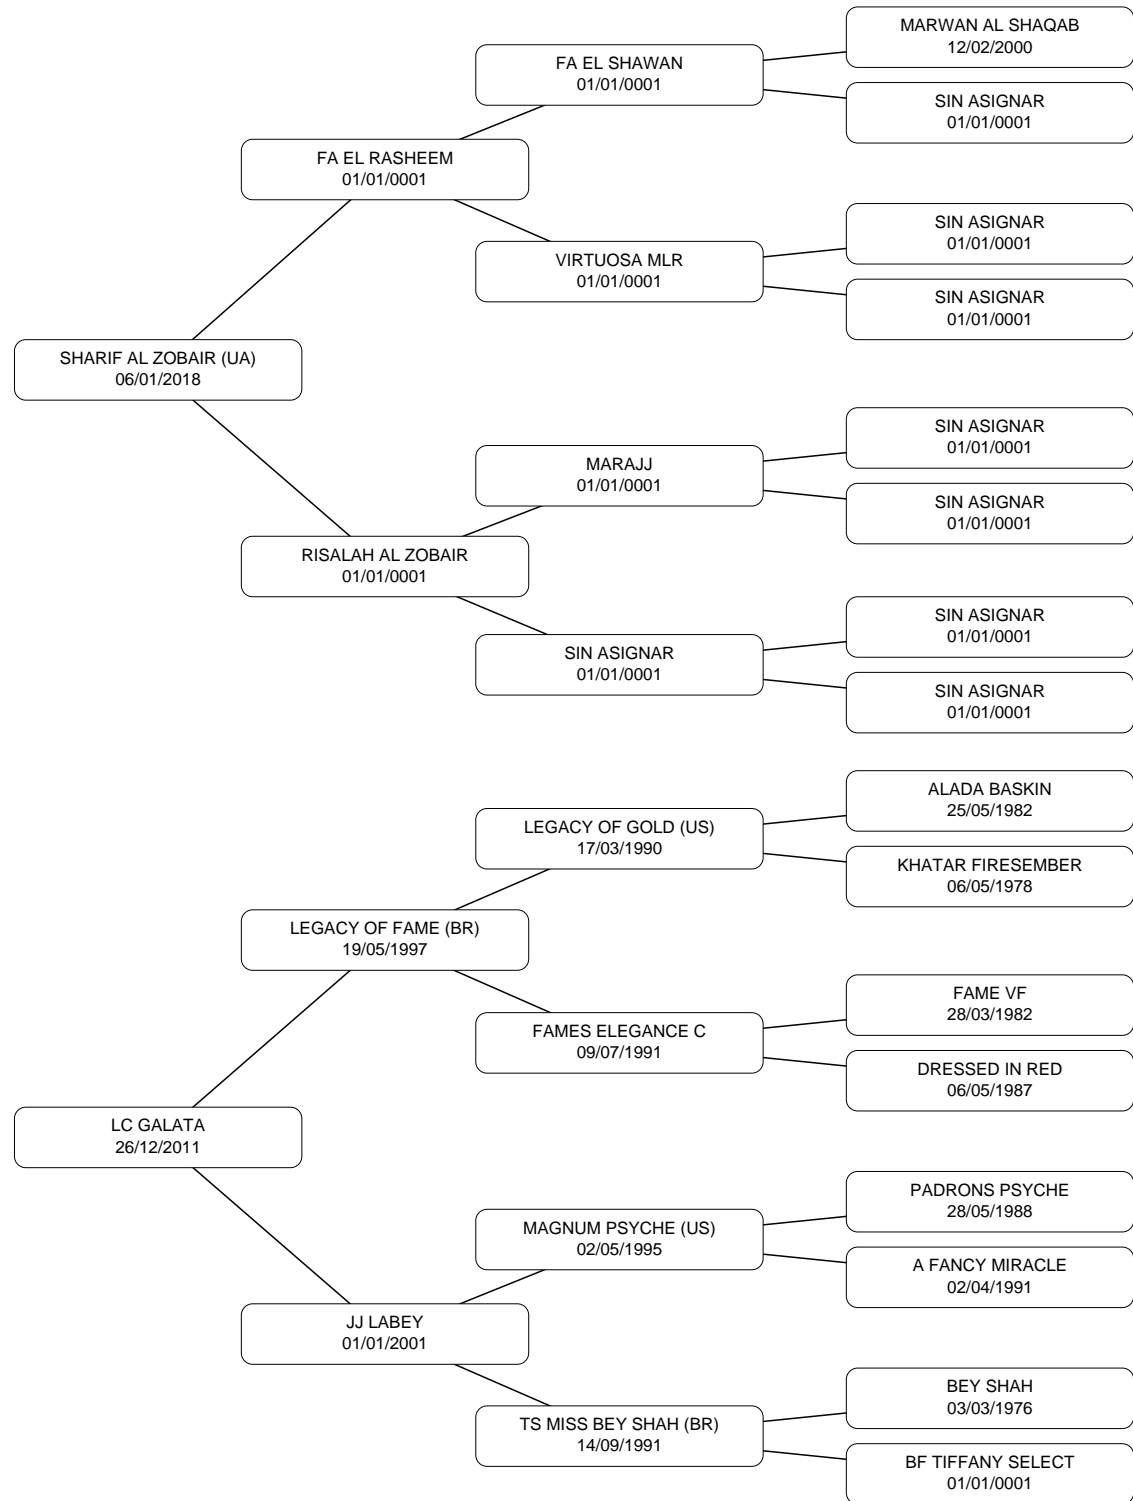 MARWAN AL SHAQAB
12/02/2000
FA EL SHAWAN
01/01/0001
SIN ASIGNAR
01/01/0001
FA EL RASHEEM
01/01/0001
SIN ASIGNAR
01/01/0001
VIRTUOSA MLR
01/01/0001
SIN ASIGNAR
01/01/0001
SHARIF AL ZOBAIR (UA)
06/01/2018
SIN ASIGNAR
01/01/0001
MARAJJ
01/01/0001
SIN ASIGNAR
01/01/0001
RISALAH AL ZOBAIR
01/01/0001
SIN ASIGNAR
01/01/0001
SIN ASIGNAR
01/01/0001
SIN ASIGNAR
01/01/0001
ALADA BASKIN
25/05/1982
LEGACY OF GOLD (US)
17/03/1990
KHATAR FIRESEMBER
06/05/1978
LEGACY OF FAME (BR)
19/05/1997
FAME VF
28/03/1982
FAMES ELEGANCE C
09/07/1991
DRESSED IN RED
06/05/1987
LC GALATA
26/12/2011
PADRONS PSYCHE
28/05/1988
MAGNUM PSYCHE (US)
02/05/1995
A FANCY MIRACLE
02/04/1991
JJ LABEY
01/01/2001
BEY SHAH
03/03/1976
TS MISS BEY SHAH (BR)
14/09/1991
BF TIFFANY SELECT
01/01/0001